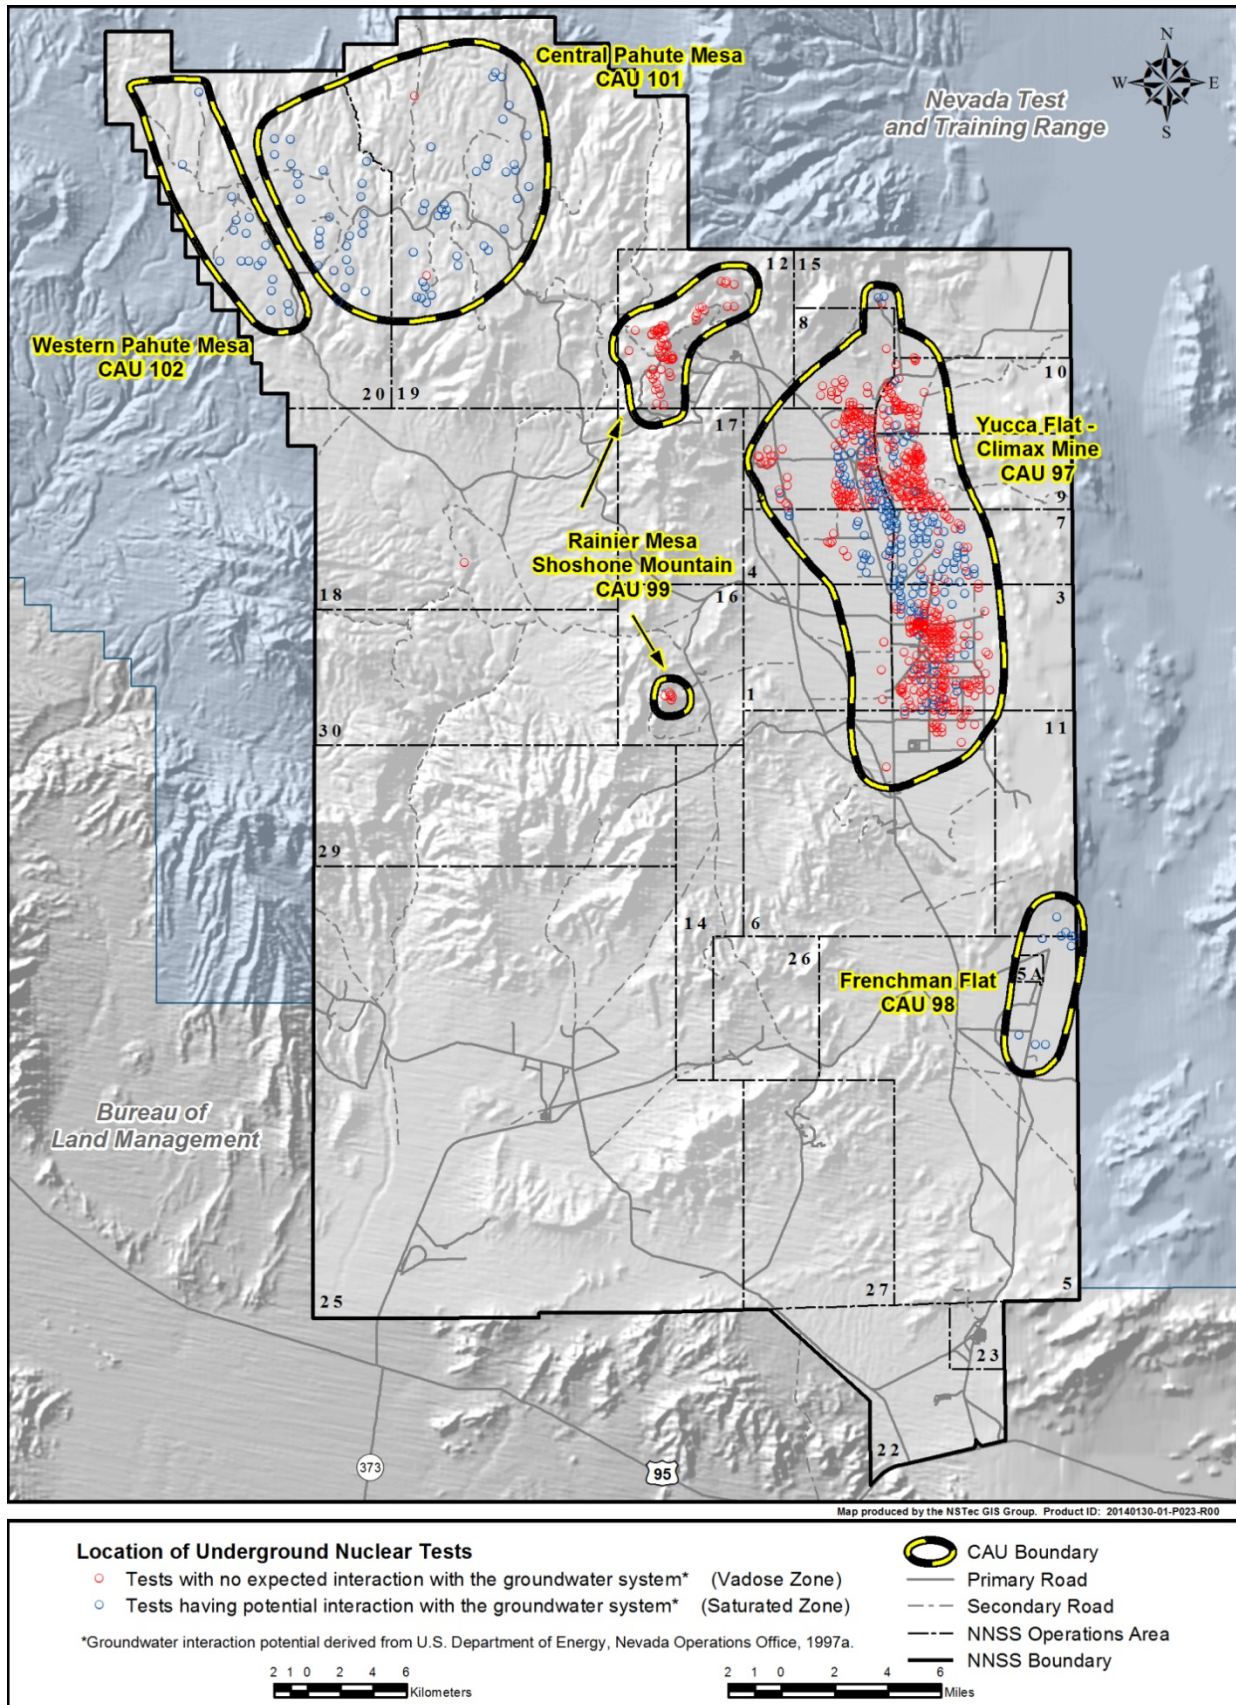 Central Pahute Mesa
CAU 101
N
W
E
S
Nevada Test
and Training Range
Western Pahute Mesa
CAU 102
12
15
8
10
20
19
17
Yucca Flat -
Climax Mine
CAU 97
9
7
Rainier Mesa
Shoshone Mountain
CAU 99
18
4
16
3
1
30
11
29
14
6
26
5A
Frenchman Flat
CAU 98
Bureau of
Land Management
25
27
5
23
22
373
95
Map produced by the NSTec GIS Group. Product ID: 20140130-01-P023-R00
Location of Underground Nuclear Tests
Tests with no expected interaction with the groundwater system* (Vadose Zone)
Tests having potential interaction with the groundwater system* (Saturated Zone)
*Groundwater interaction potential derived from U.S. Department of Energy, Nevada Operations Office, 1997a.
2 1 0 2 4 6
Kilometers
2 1 0 2 4 6
Miles
CAU Boundary
Primary Road
Secondary Road
NNSS Operations Area
NNSS Boundary